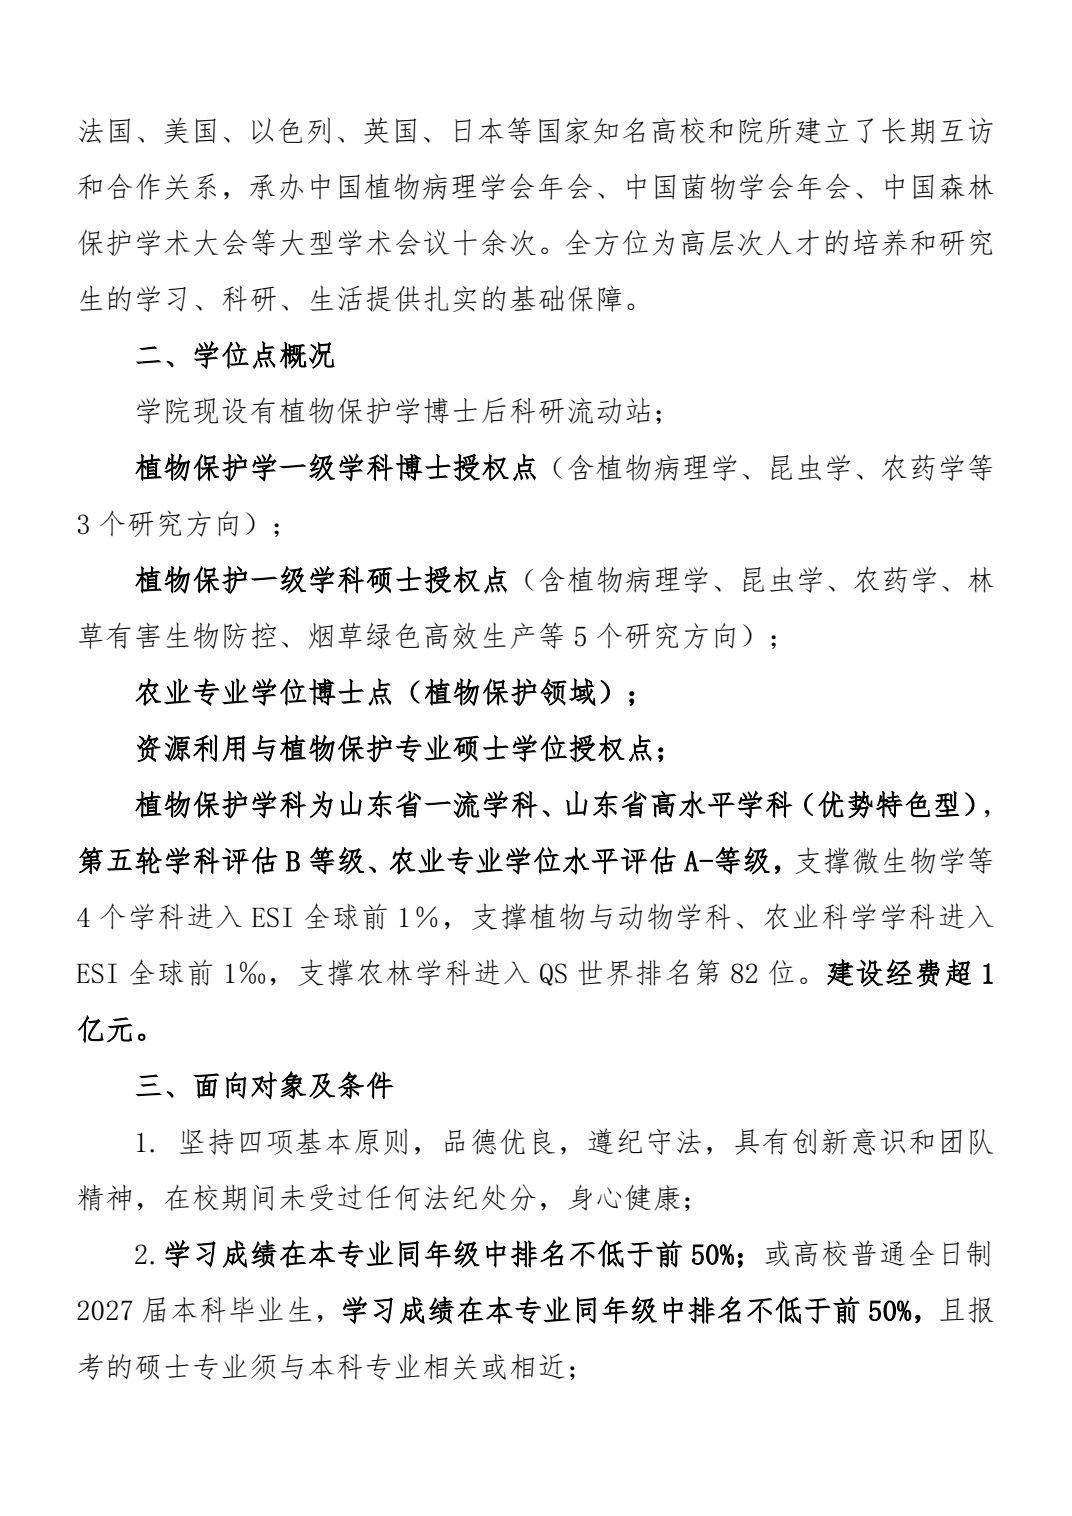 法国、美国、以色列、英国、日本等国家知名高校和院所建立了长期互访
和合作关系，承办中国植物病理学会年会、中国菌物学会年会、中国森林
保护学术大会等大型学术会议十余次。全方位为高层次人才的培养和研究
生的学习、科研、生活提供扎实的基础保障。
二、学位点概况
学院现设有植物保护学博士后科研流动站；
植物保护学一级学科博士授权点（含植物病理学、昆虫学、农药学等
3 个研究方向）；
植物保护一级学科硕士授权点（含植物病理学、昆虫学、农药学、林
草有害生物防控、烟草绿色高效生产等 5 个研究方向）；
农业专业学位博士点（植物保护领域）；
资源利用与植物保护专业硕士学位授权点；
植物保护学科为山东省一流学科、山东省高水平学科（优势特色型），
第五轮学科评估 B 等级、农业专业学位水平评估 A-等级，支撑微生物学等
4 个学科进入 ESI 全球前 1%，支撑植物与动物学科、农业科学学科进入
ESI 全球前 1‰，支撑农林学科进入 QS 世界排名第 82 位。建设经费超 1
亿元。
三、面向对象及条件
1. 坚持四项基本原则，品德优良，遵纪守法，具有创新意识和团队
精神，在校期间未受过任何法纪处分，身心健康；
2.学习成绩在本专业同年级中排名不低于前 50%；或高校普通全日制
2027 届本科毕业生，学习成绩在本专业同年级中排名不低于前 50%，且报
考的硕士专业须与本科专业相关或相近；